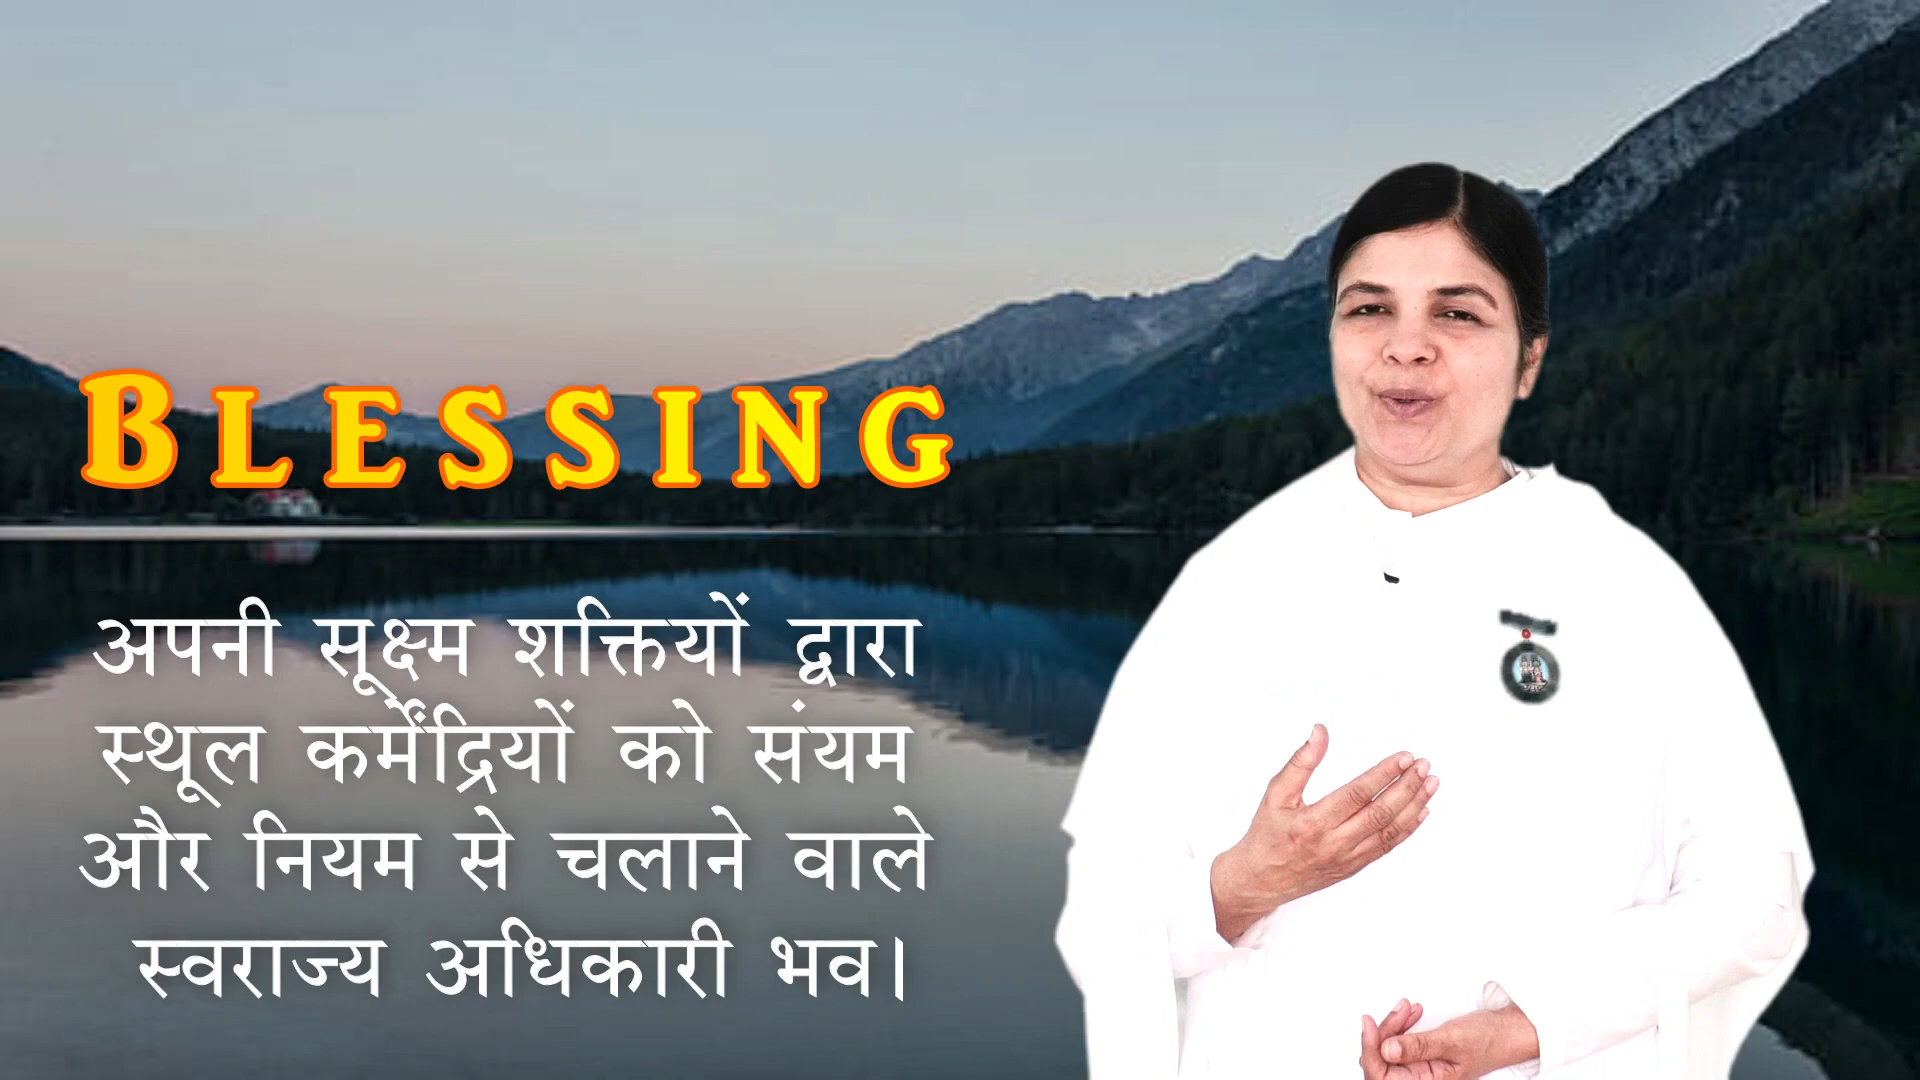 BLESSING
अपनी सूक्ष्म शक्तियों द्वारा
स्थूल कर्मेंद्रियों को संयम
और नियम से चलाने वाले
स्वराज्य अधिकारी भव।